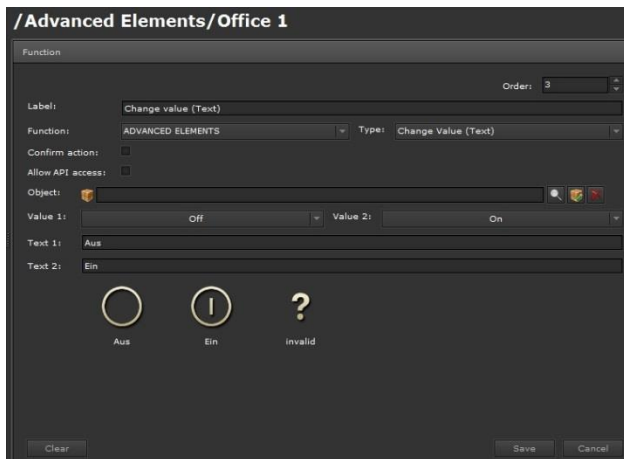 /Advanced Elements/Office 1
Function
Order: 3
Label: Change value (Text)
Function: ADVANCED ELEMENTS Type: Change Value (Text)
Confirm action:
Allow API access:
Object:
Value 1: Off Value 2: On
Text 1: Aus
Text 2: Ein
?
Aus Ein invalid
Clear Save Cancel